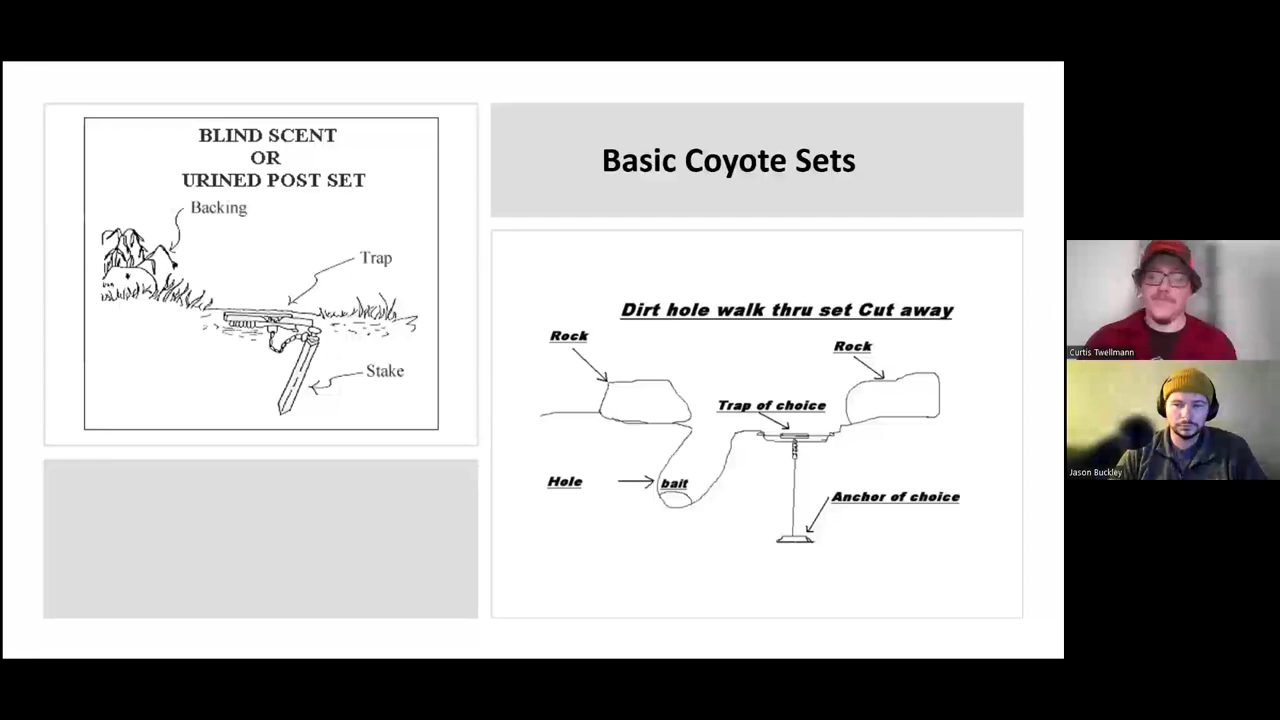 BLIND SCENT
OR
URINED POST SET
Backing
Trap
Stake
Basic Coyote Sets
Dirt hole walk thru set Cut away
Rock
Rock
Trap of choice
Hole
bait
Anchor of choice
Curtis Twellmann
Jason Buckley